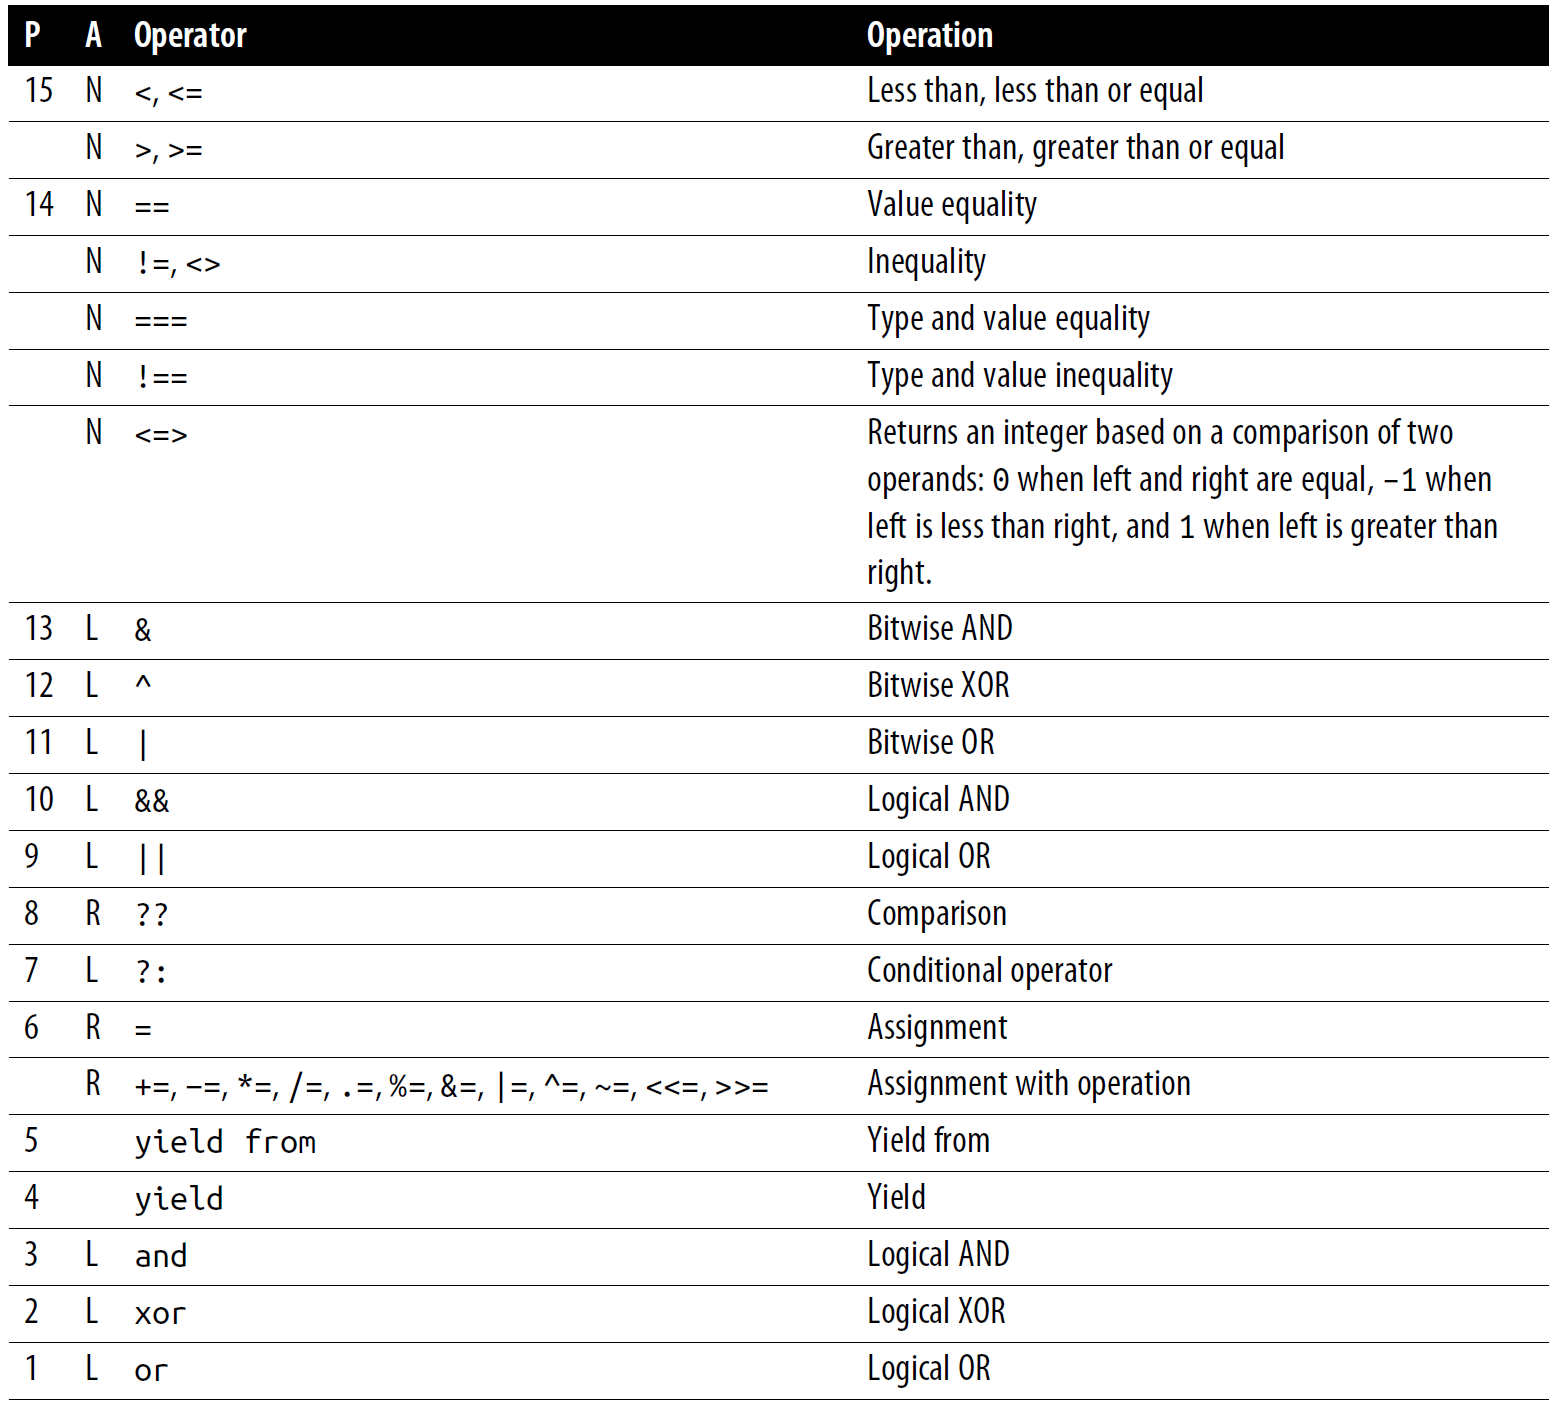 P A Operator Operation
15 N <, <= Less than, less than or equal
N >, >= Greater than, greater than or equal
14 N == Value equality
N !=, <> Inequality
N === Type and value equality
N !== Type and value inequality
N <=> Returns an integer based on a comparison of two
operands: 0 when left and right are equal, –1 when
left is less than right, and 1 when left is greater than
right.
13 L & Bitwise AND
12 L ^ Bitwise XOR
11 L | Bitwise OR
10 L && Logical AND
9 L || Logical OR
8 R ?? Comparison
7 L ?: Conditional operator
6 R = Assignment
R +=, –=, *=, /=, .=, %=, &=, |=, ^=, ~=, <<=, >>= Assignment with operation
5 yield from Yield from
4 yield Yield
3 L and Logical AND
2 L xor Logical XOR
1 L or Logical OR